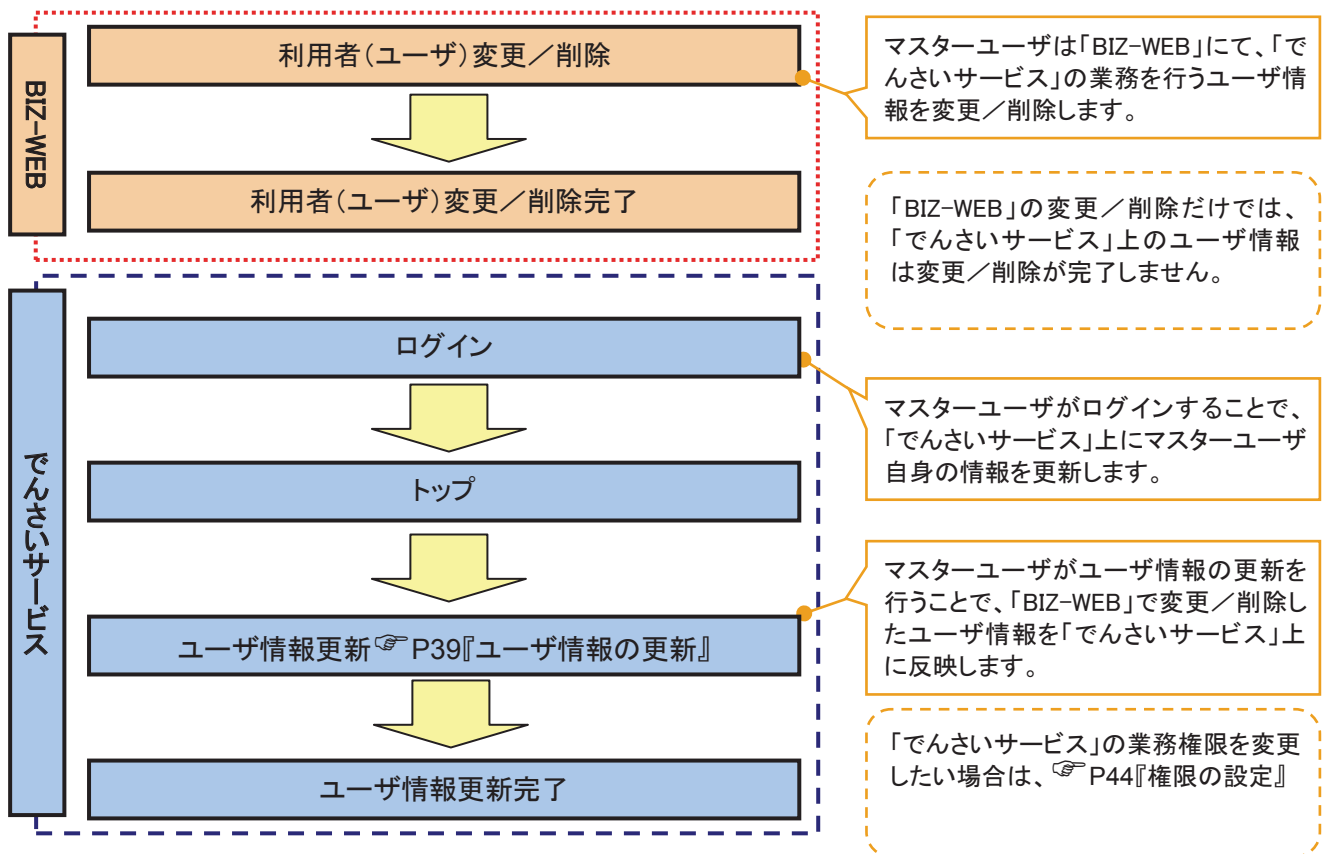 BIZ-WEB
利用者(ユーザ)変更／削除
マスターユーザは「BIZ-WEB」にて、「で
んさいサービス」の業務を行うユーザ情
報を変更／削除します。
利用者(ユーザ)変更／削除完了
「BIZ-WEB」の変更／削除だけでは、
「でんさいサービス」上のユーザ情報
は変更／削除が完了しません。
でんさいサービス
ログイン
マスターユーザがログインすることで、
「でんさいサービス」上にマスターユーザ
自身の情報を更新します。
トップ
ユーザ情報更新☞P39『ユーザ情報の更新』
マスターユーザがユーザ情報の更新を
行うことで、「BIZ-WEB」で変更／削除し
たユーザ情報を「でんさいサービス」上
に反映します。
ユーザ情報更新完了
「でんさいサービス」の業務権限を変更
したい場合は、☞P44『権限の設定』